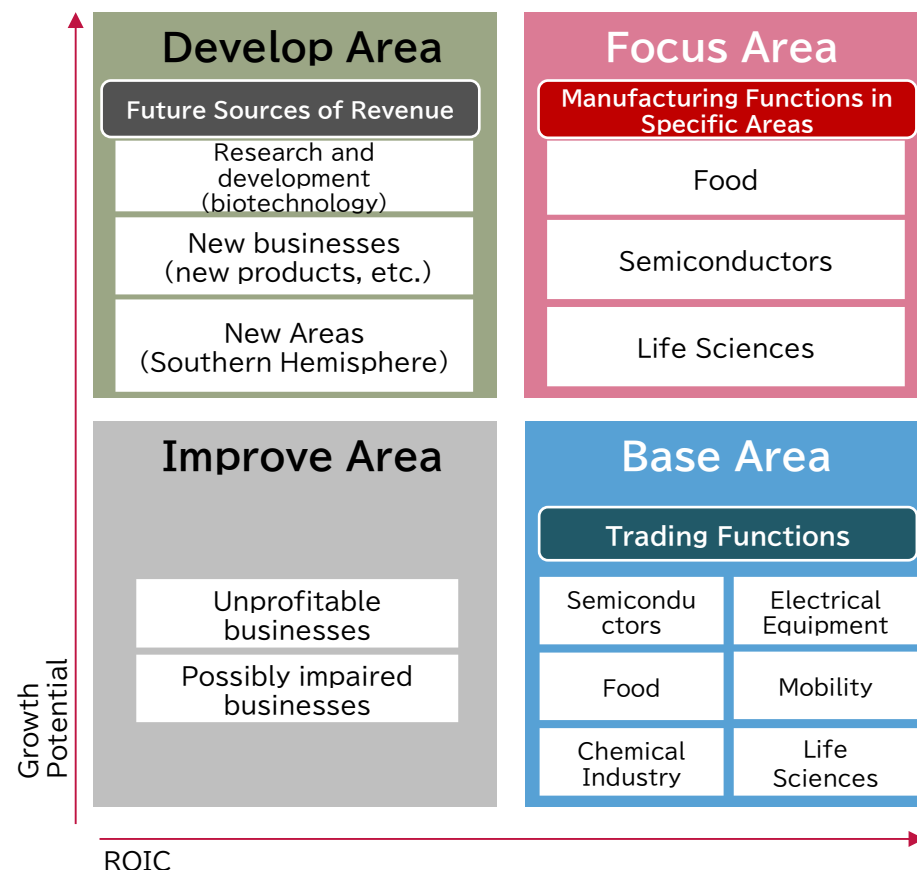 Develop Area
Future Sources of Revenue
Research and
development
(biotechnology)
New businesses
(new products, etc.)
New Areas
(Southern Hemisphere)
Focus Area
Manufacturing Functions in
Specific Areas
Food
Semiconductors
Life Sciences
Improve Area
Unprofitable
businesses
Possibly impaired
businesses
Base Area
Trading Functions
Semicondu
ctors
Electrical
Equipment
Food
Mobility
Chemical
Industry
Life
Sciences
Growth
Potential
ROIC